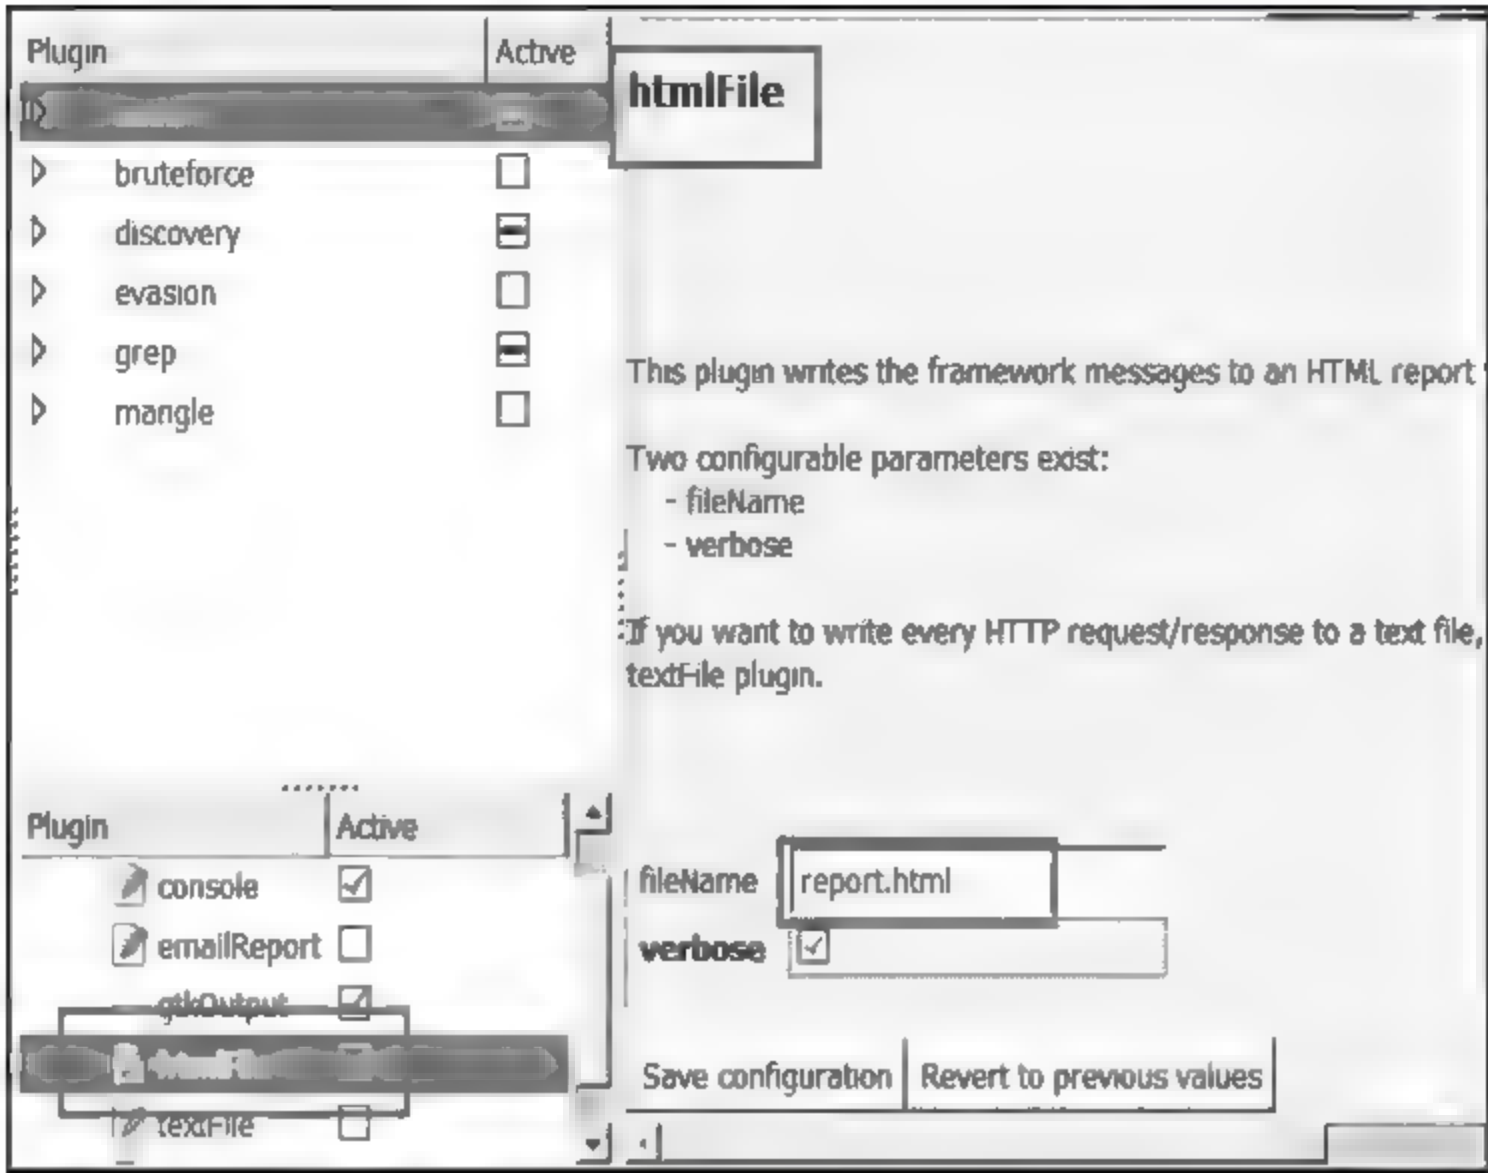 Plugin Active
bruteforce
discovery
evasion
grep
mangle
htmlFile
This plugin writes the framework messages to an HTML report
Two configurable parameters exist:
- fileName
- verbose
If you want to write every HTTP request/response to a text file,
textFile plugin.
Plugin Active
console
emailReport
gtkOutput
textFile
fileName report.html
verbose
Save configuration Revert to previous values